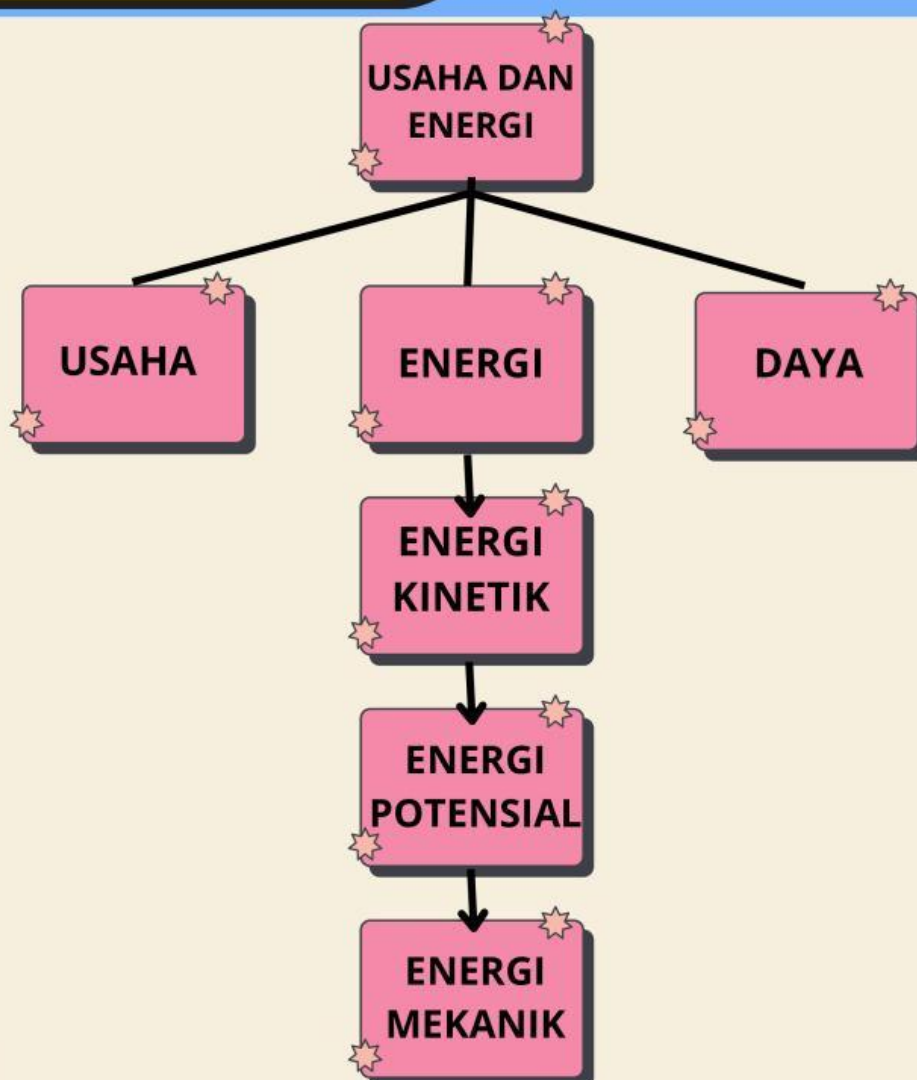 USAHA DAN
ENERGI
USAHA
ENERGI
DAYA
ENERGI
KINETIK
ENERGI
POTENSIAL
ENERGI
MEKANIK